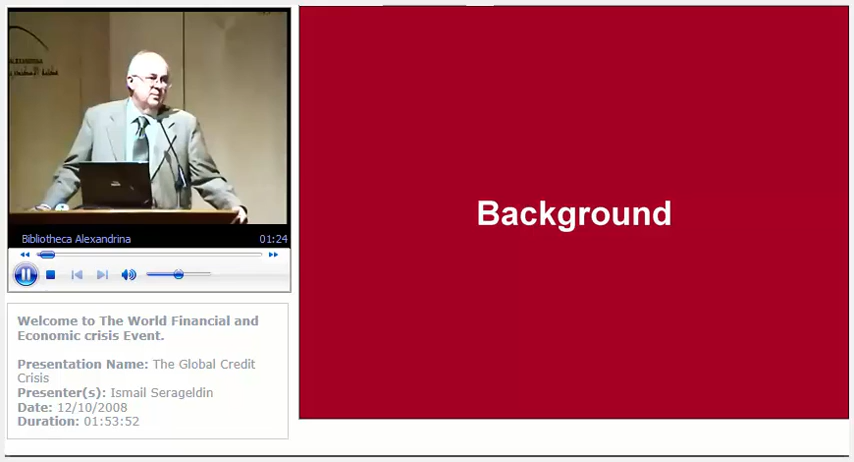 ALEXANDRINA
Bibliotheca Alexandrina 01:24
Background
Welcome to The World Financial and
Economic crisis Event.
Presentation Name: The Global Credit
Crisis
Presenter(s): Ismail Serageldin
Date: 12/10/2008
Duration: 01:53:52